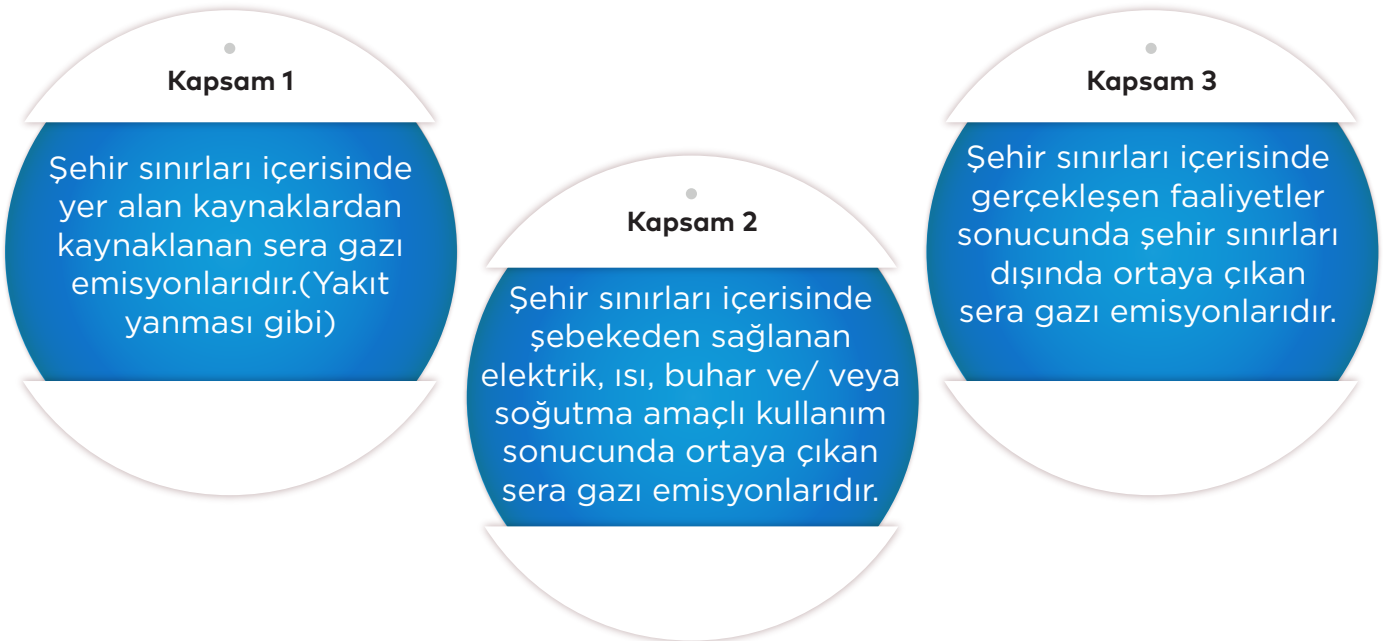 Kapsam 1
Şehir sınırları içerisinde
yer alan kaynaklardan
kaynaklanan sera gazı
emisyonlarıdır.(Yakıt
yanması gibi)
Kapsam 2
Şehir sınırları içerisinde
şebekeden sağlanan
elektrik, ısı, buhar ve/ veya
soğutma amaçlı kullanım
sonucunda ortaya çıkan
sera gazı emisyonlarıdır.
Kapsam 3
Şehir sınırları içerisinde
gerçekleşen faaliyetler
sonucunda şehir sınırları
dışında ortaya çıkan
sera gazı emisyonlarıdır.